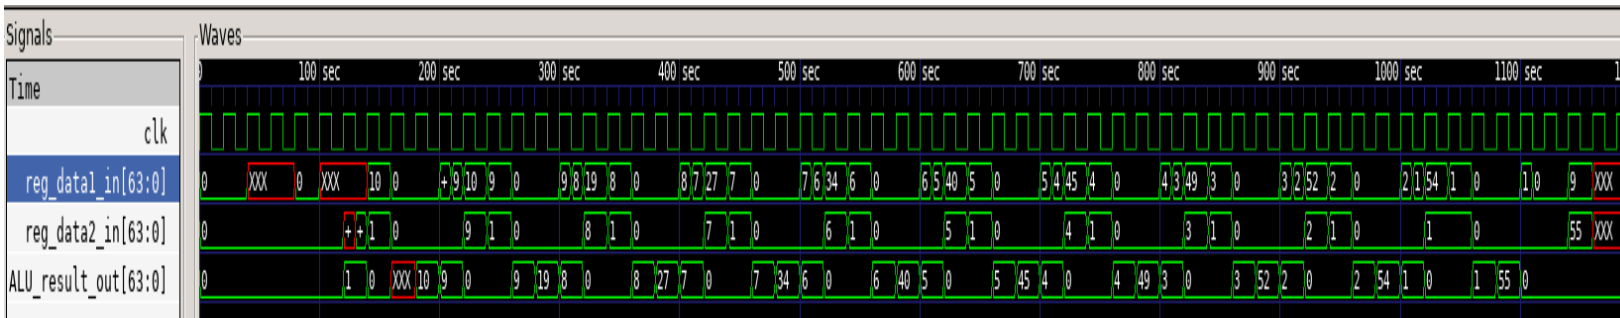 Signals Waves
Time 0 100 sec 200 sec 300 sec 400 sec 500 sec 600 sec 700 sec 800 sec 900 sec 1000 sec 1100 sec 1
clk
reg_data1_in[63:0] 0 XXX 0 XXX 10 0 + 9 10 9 0 9 8 19 8 0 8 7 27 7 0 7 6 34 6 0 6 5 40 5 0 5 4 45 4 0 4 3 49 3 0 3 2 52 2 0 2 1 54 1 0 1 0 9 XXX
reg_data2_in[63:0] 0 + + 1 0 9 1 0 8 1 0 7 1 0 6 1 0 5 1 0 4 1 0 3 1 0 2 1 0 1 0 55 XXX
ALU_result_out[63:0] 0 1 0 XXX 10 9 0 9 19 8 0 8 27 7 0 7 34 6 0 6 40 5 0 5 45 4 0 4 49 3 0 3 52 2 0 2 54 1 0 1 55 0